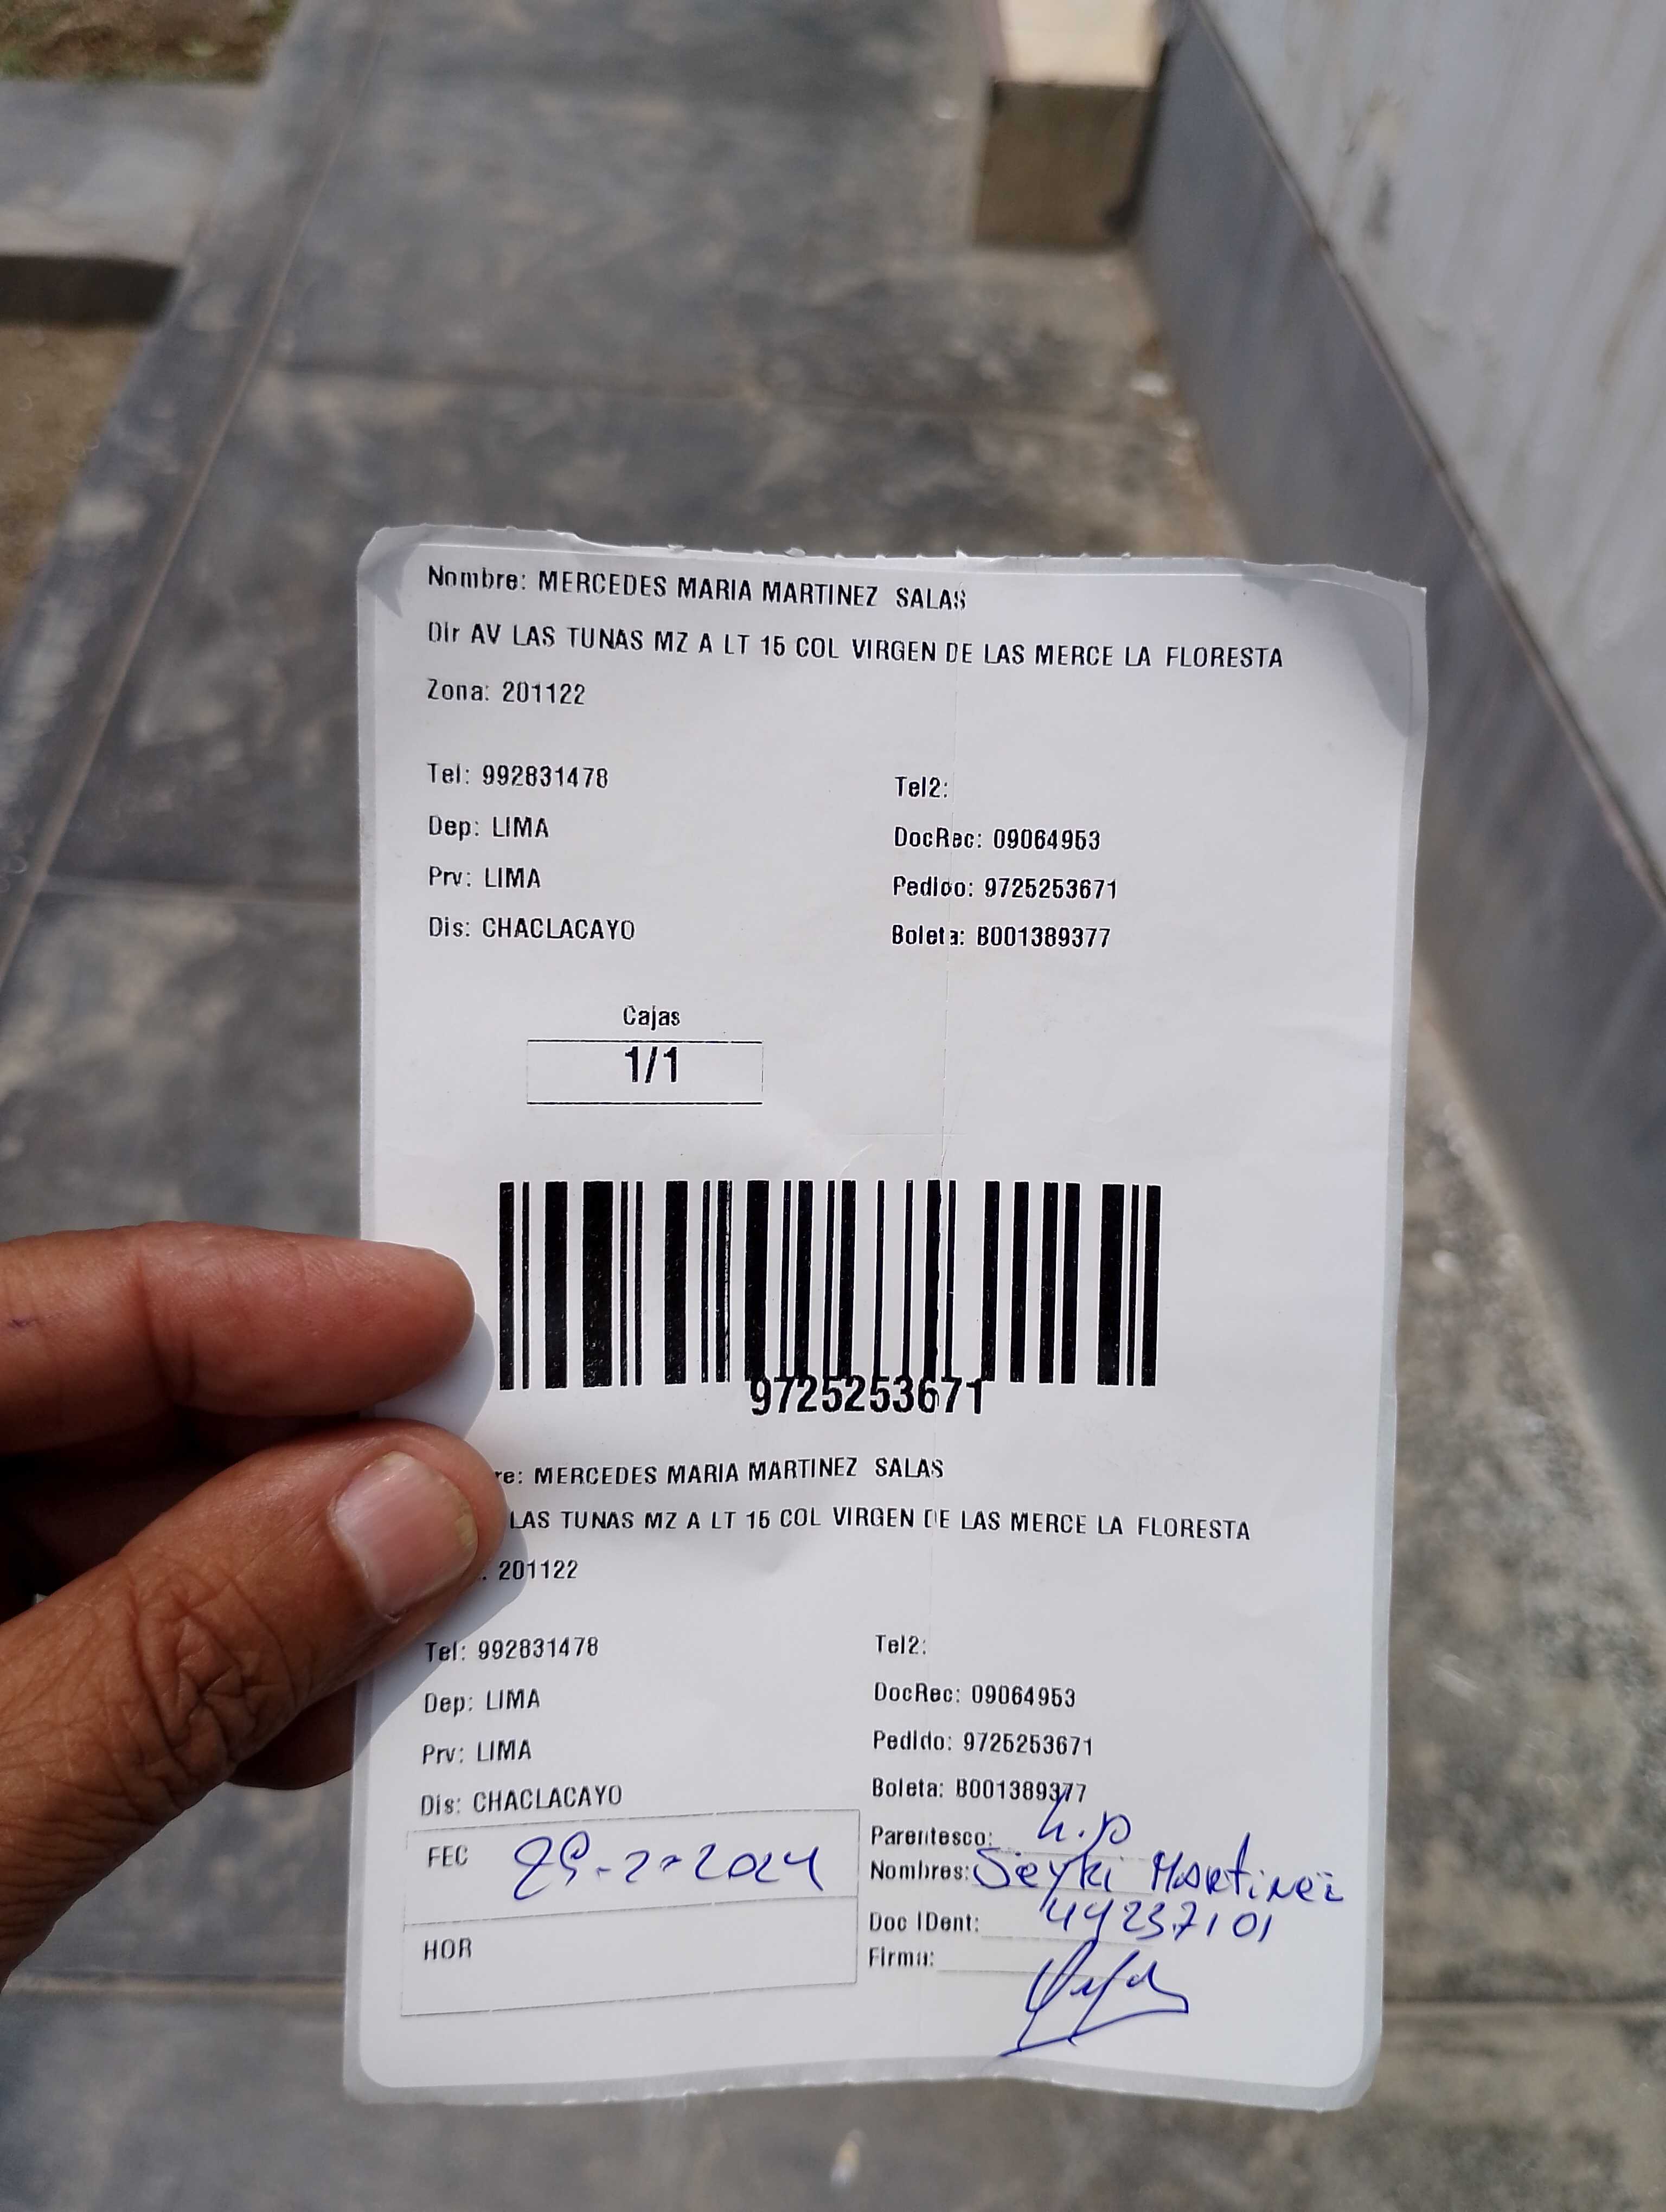 Nombre: MERCEDES MARIA MARTINEZ SALAS
Dir AV LAS TUNAS MZ A LT 15 COL VIRGEN DE LAS MERCE LA FLORESTA
Zona: 201122
Tel: 992831478 Tel2:
Dep: LIMA DocRec: 09064953
Prv: LIMA Pedido: 9725253671
Dis: CHACLACAYO Boleta: B001389377
Cajas
1/1
9725253671
re: MERCEDES MARIA MARTINEZ SALAS
LAS TUNAS MZ A LT 15 COL VIRGEN DE LAS MERCE LA FLORESTA
201122
Tel: 992831478 Tel2:
Dep: LIMA DocRec: 09064953
Prv: LIMA Pedido: 9725253671
Dis: CHACLACAYO Boleta: B001389377
Parentesco:
FEC 29-2-2024 Nombres: Seyki Martinez
Doc IDent: 44237101
HOR Firma: